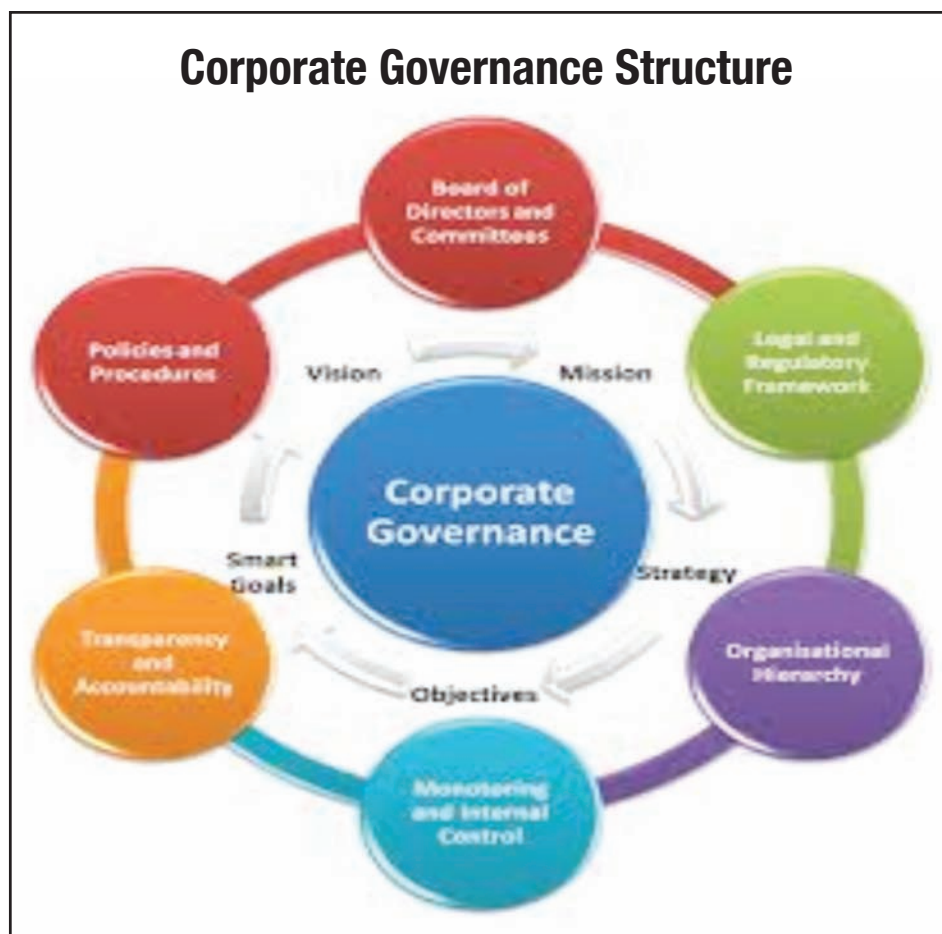 Corporate Governance Structure
Board of
Directors and
Committees
Legal and
Regulatory
Framework
Organisational
Hierarchy
Monotoring
and Internal
Control
Transparency
and
Accountability
Policies and
Procedures
Vision
Mission
Strategy
Objectives
Smart
Goals
Corporate
Governance